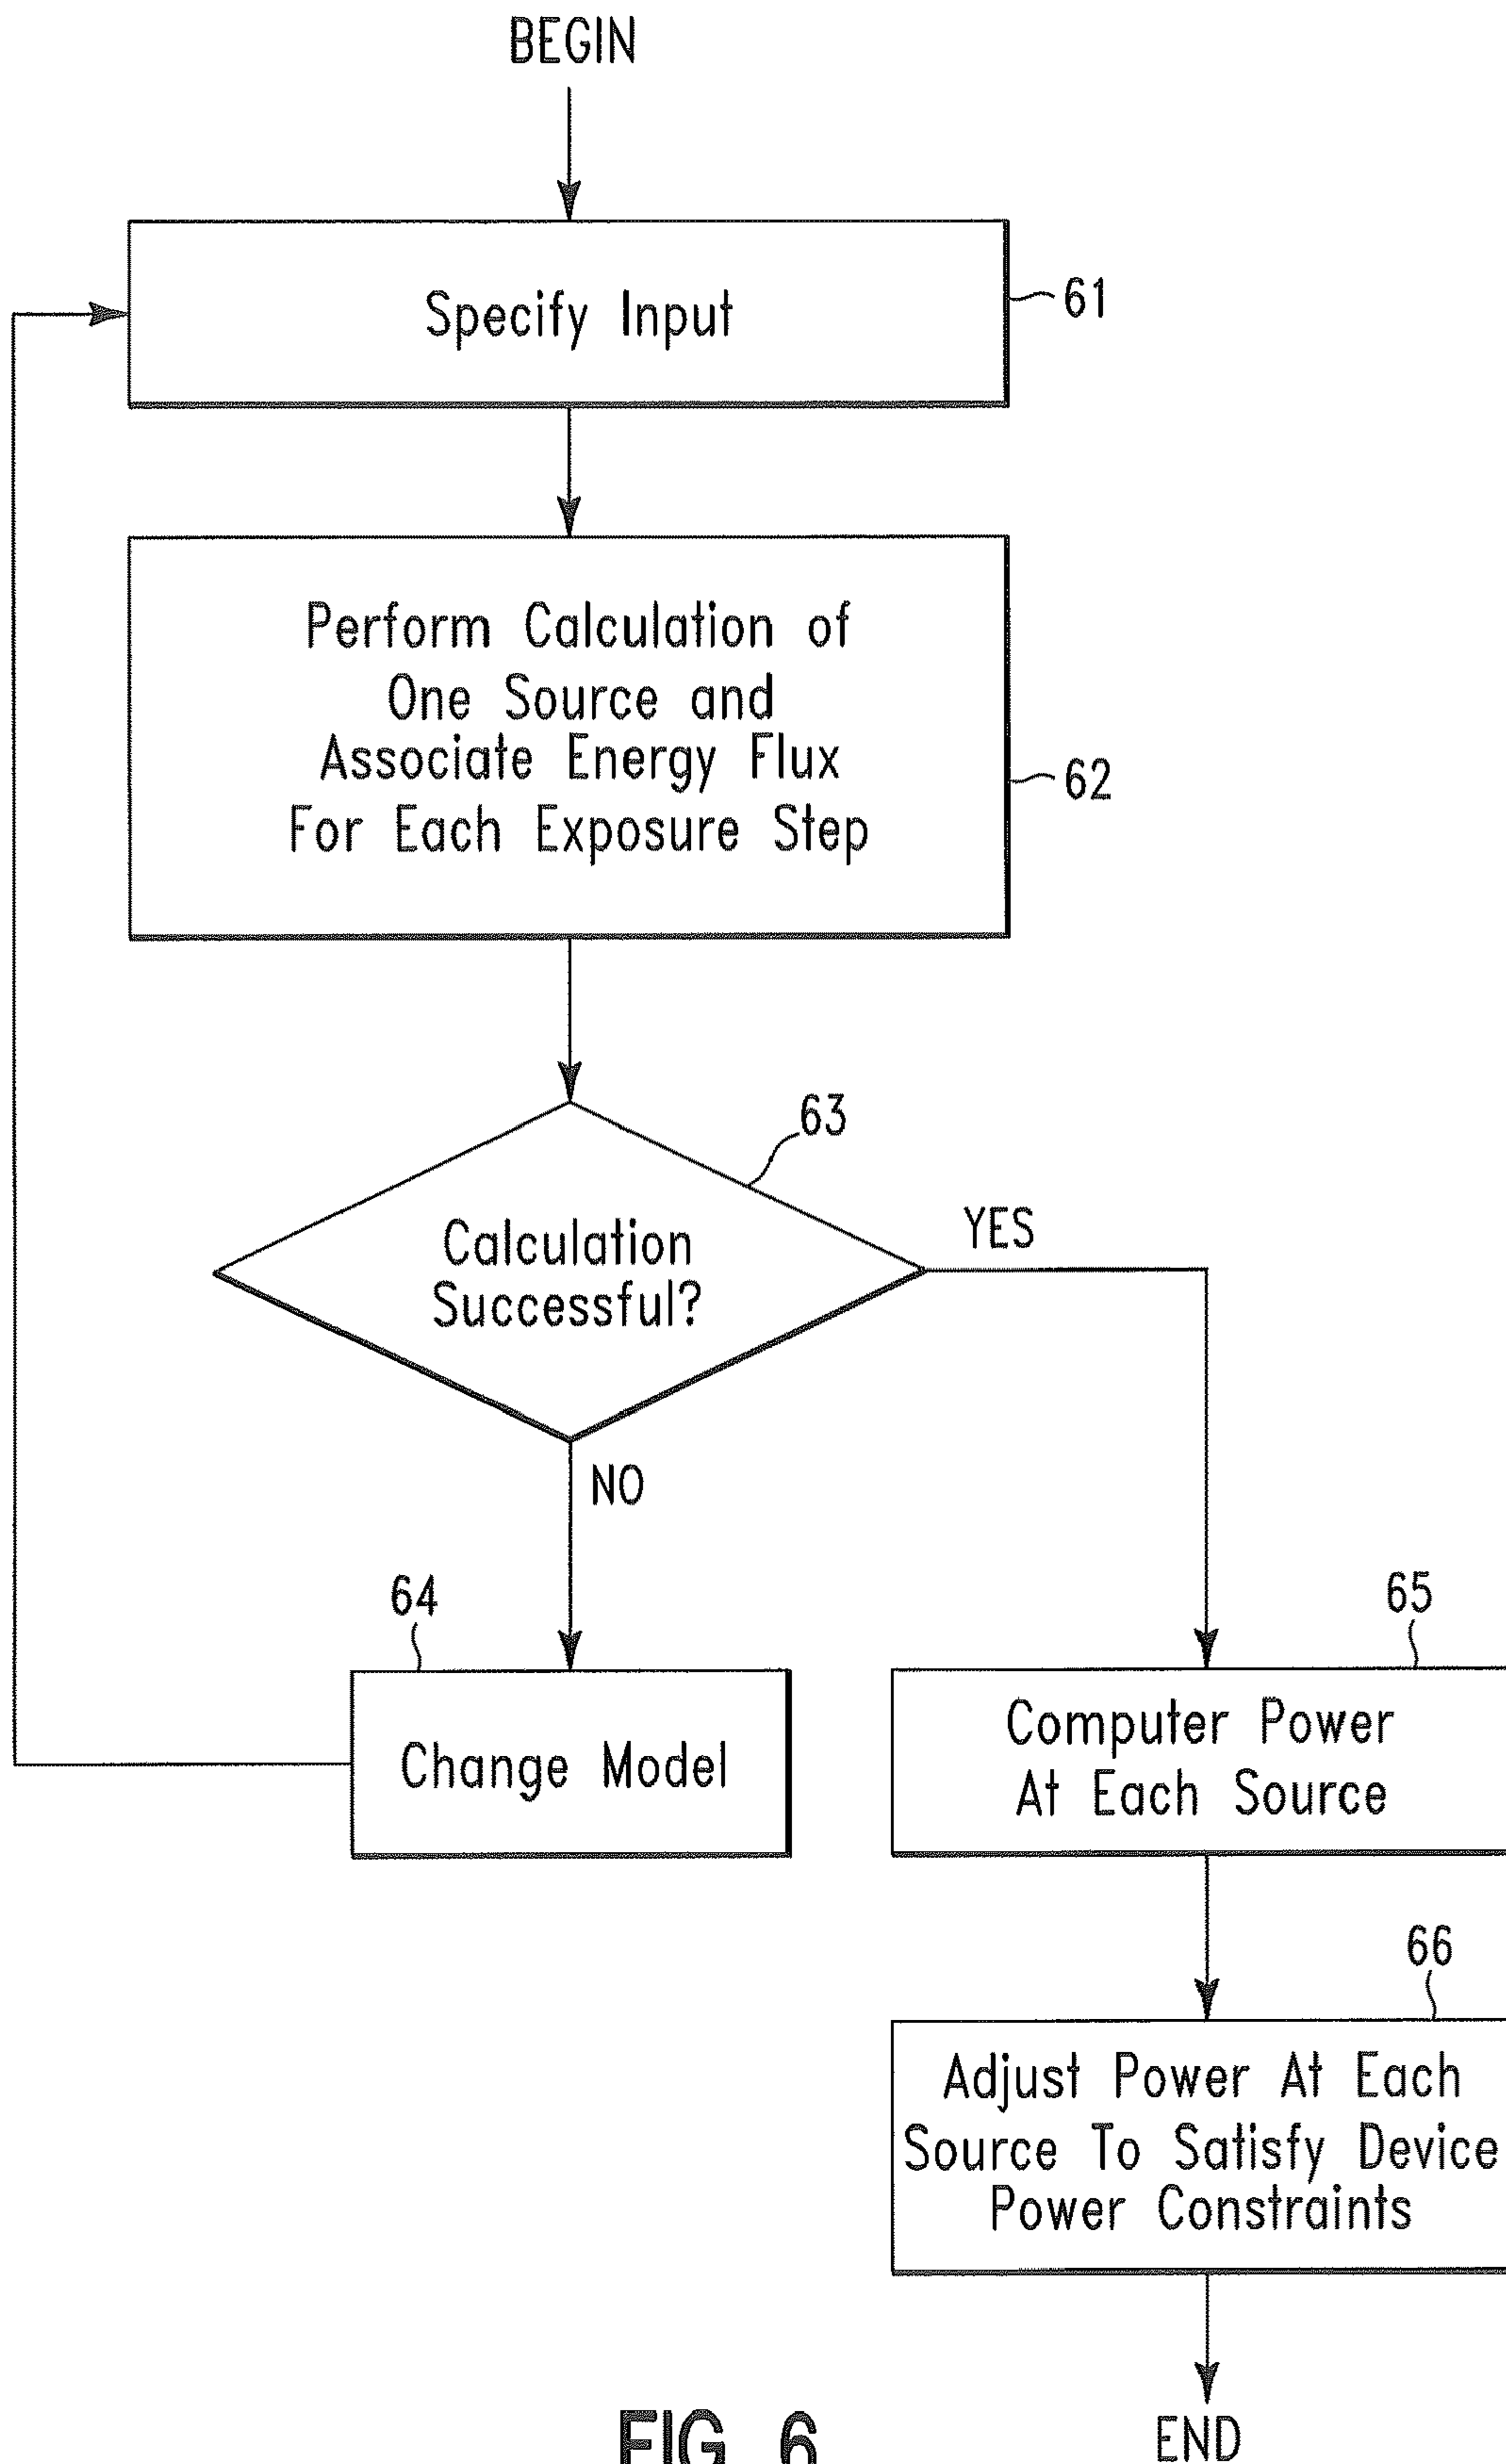 BEGIN
Specify Input
61
Perform Calculation of
One Source and
Associate Energy Flux
For Each Exposure Step
62
63
Calculation
Successful?
YES
NO
64
Change Model
65
Computer Power
At Each Source
66
Adjust Power At Each
Source To Satisfy Device
Power Constraints
END
FIG. 6